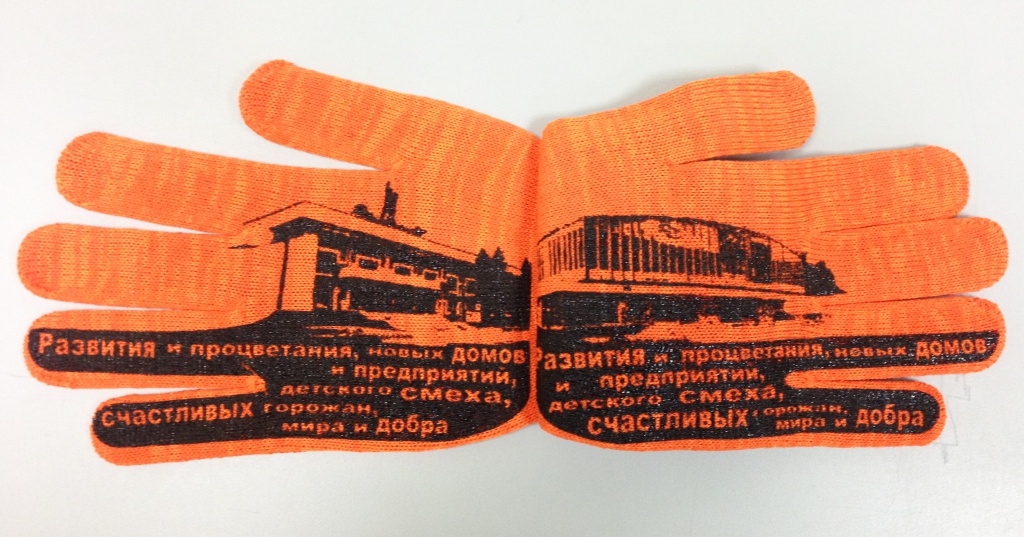 Развития и процветания, новых домов
и предприятий,
детского смеха,
счастливых горожан,
мира и добра
Развития и процветания, новых домов
и предприятий,
детского смеха,
счастливых горожан,
мира и добра